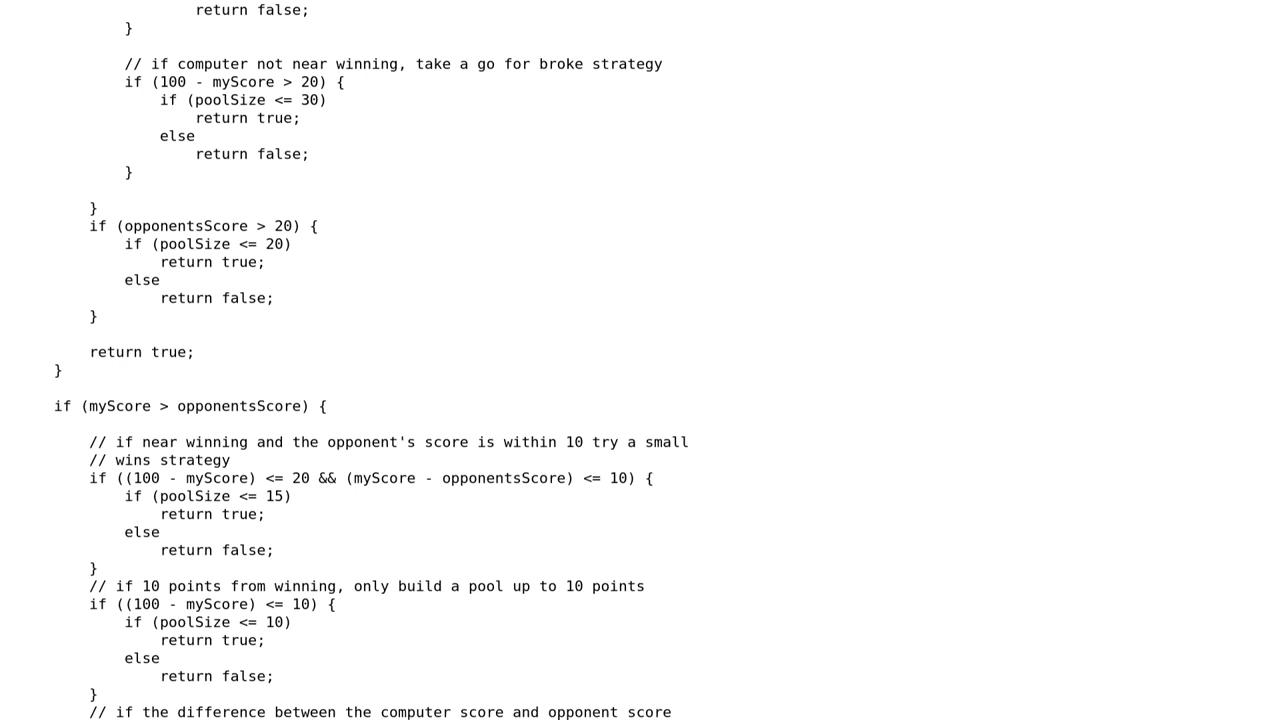 return false;
        }

        // if computer not near winning, take a go for broke strategy
        if (100 - myScore > 20) {
            if (poolSize <= 30)
                return true;
            else
                return false;
        }

    }
    if (opponentsScore > 20) {
        if (poolSize <= 20)
            return true;
        else
            return false;
    }

    return true;
}

if (myScore > opponentsScore) {

    // if near winning and the opponent's score is within 10 try a small
    // wins strategy
    if ((100 - myScore) <= 20 && (myScore - opponentsScore) <= 10) {
        if (poolSize <= 15)
            return true;
        else
            return false;
    }
    // if 10 points from winning, only build a pool up to 10 points
    if ((100 - myScore) <= 10) {
        if (poolSize <= 10)
            return true;
        else
            return false;
    }
    // if the difference between the computer score and opponent score